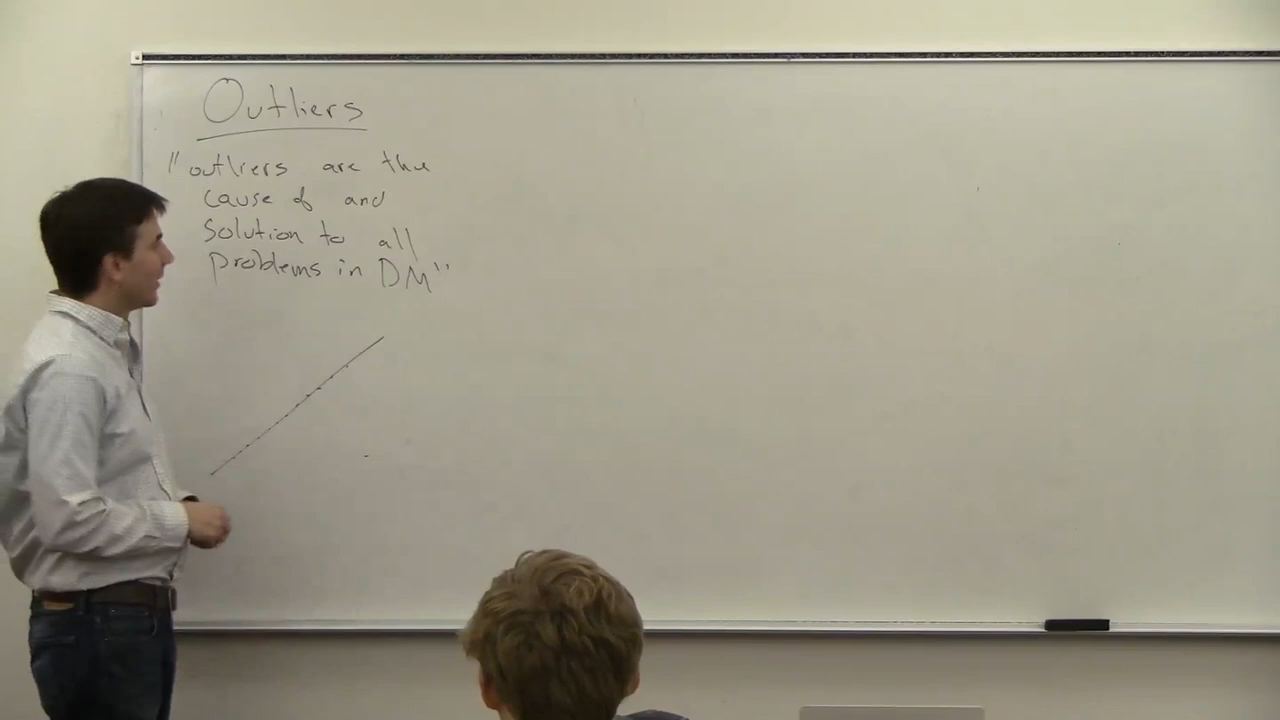 Outliers
"outliers are the
cause of and
solution to all
problems in DM"